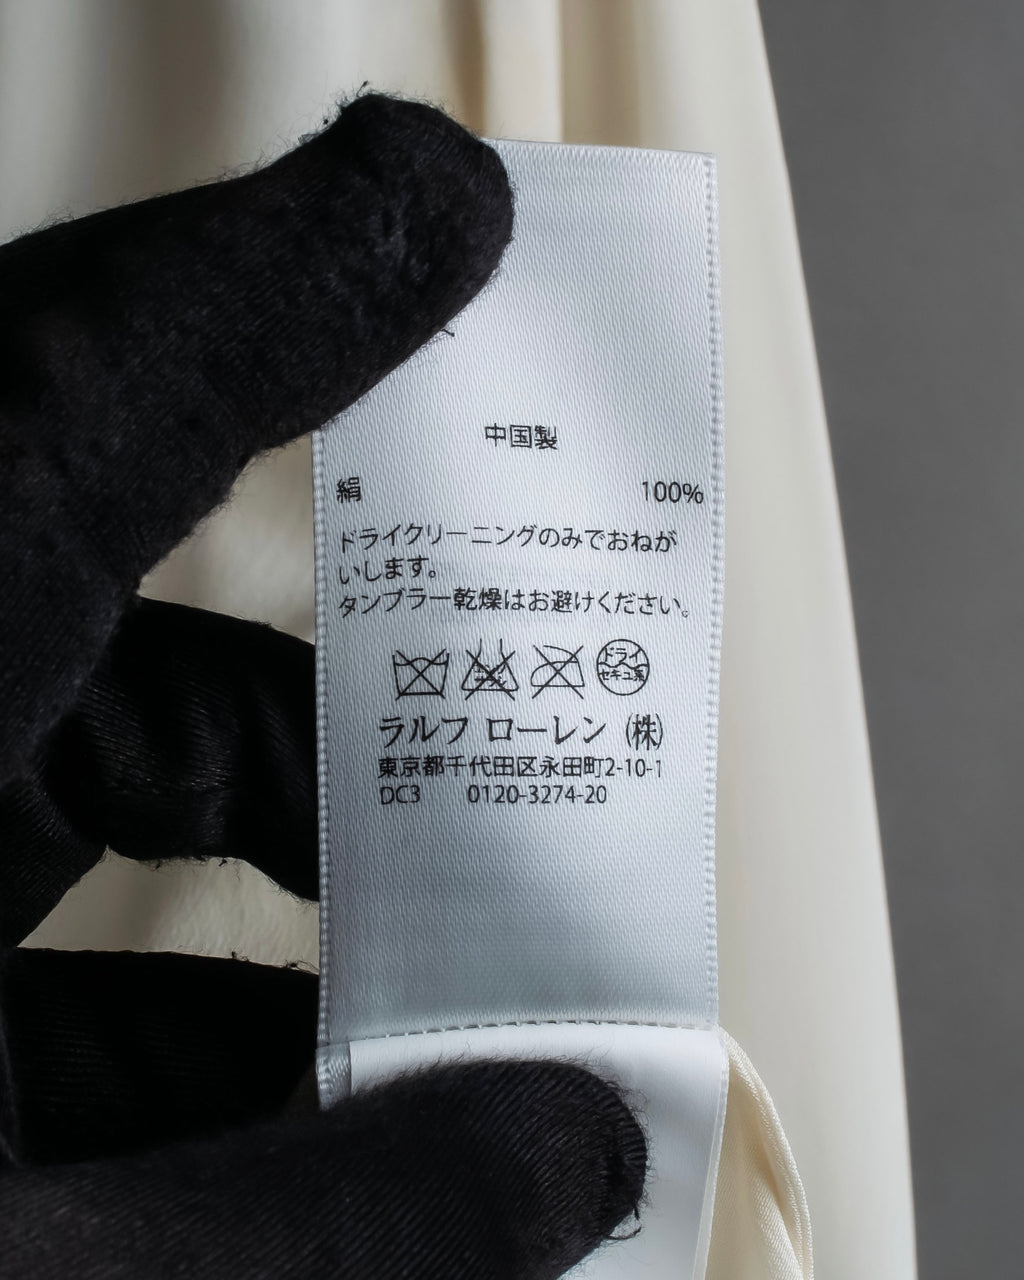 中国製
絹 100%
ドライクリーニングのみでおねが
いします。
タンブラー乾燥はお避けください。
ドライ
セキユ系
ラルフ ローレン ㈱
東京都千代田区永田町2-10-1
DC3 0120-3274-20